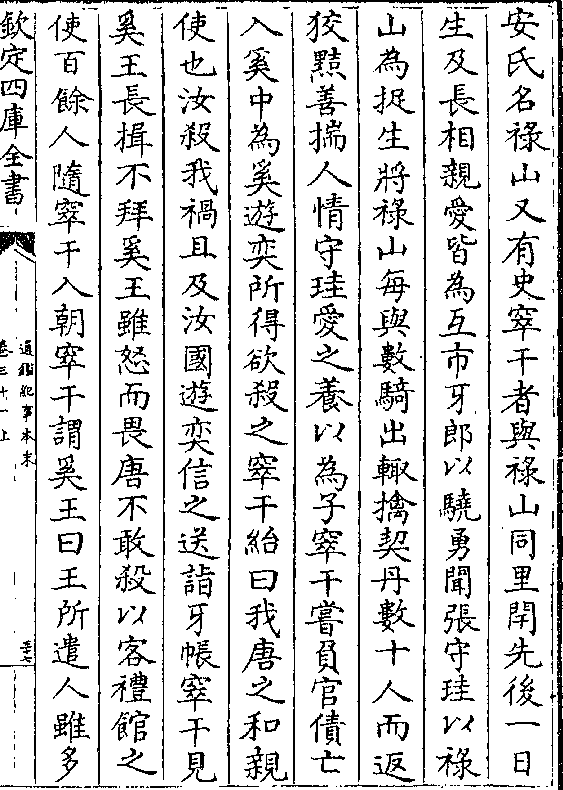 安氏名祿山又有史窣干者與祿山同里閈先後一日
生及長相親愛皆為互市牙郎以驍勇聞張守珪以祿
山為捉生將祿山每與數騎出輒擒契丹數十人而返
狡黠善揣人情守珪愛之養以為子窣干嘗負官債亡
入奚中為奚遊奕所得欲殺之窣干紿曰我唐之和親
使也汝殺我禍且及汝國遊奕信之送詣牙帳窣干見
奚王長揖不拜奚王雖怒而畏唐不敢殺以客禮館之
使百餘人隨窣干入朝窣干謂奚王曰王所遣人雖多
欽定四庫全書
通鑑紀事本末
卷三十一上